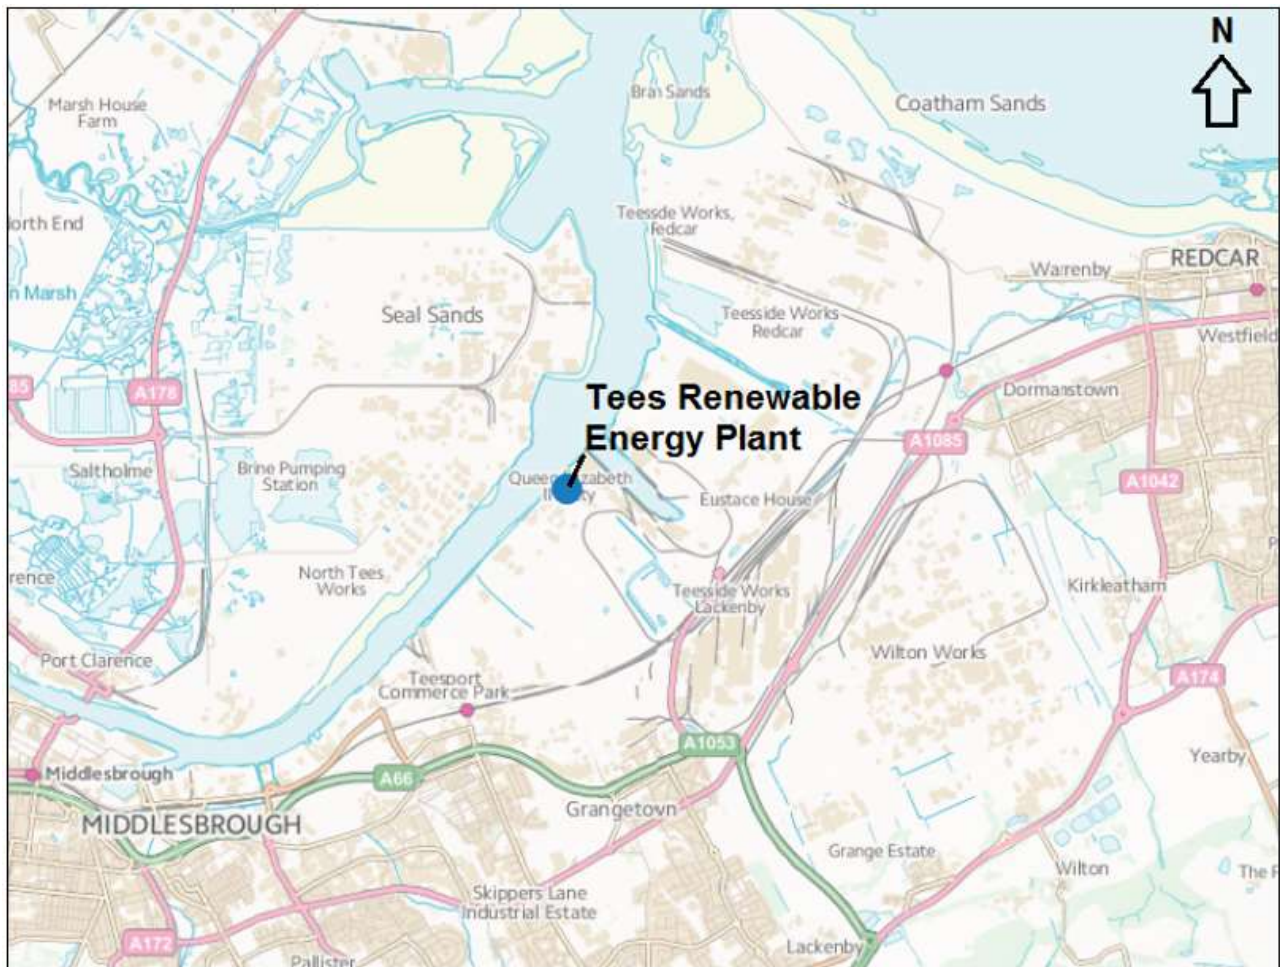 N
Marsh House
Farm
Bran Sands
Coatham Sands
orth End
Teesside Works,
Redcar
REDCAR
Warrenby
n Marsh
Seal Sands
Teesside Works
Redcar
Westfield
85
A178
Tees Renewable
Energy Plant
Dormanstown
A1085
Saltholme
Brine Pumping
Station
A1042
Eustace House
rence
North Tees
Works
Teesside Works
Lackenby
Kirkleatham
Port Clarence
Wilton Works
Teesport
Commerce Park
A174
A1053
Middlesbrough
A66
Yearby
MIDDLESBROUGH
Grangetown
Grange Estate
Wilton
The
Skippers Lane
Industrial Estate
A172
Lackenby
Pallister